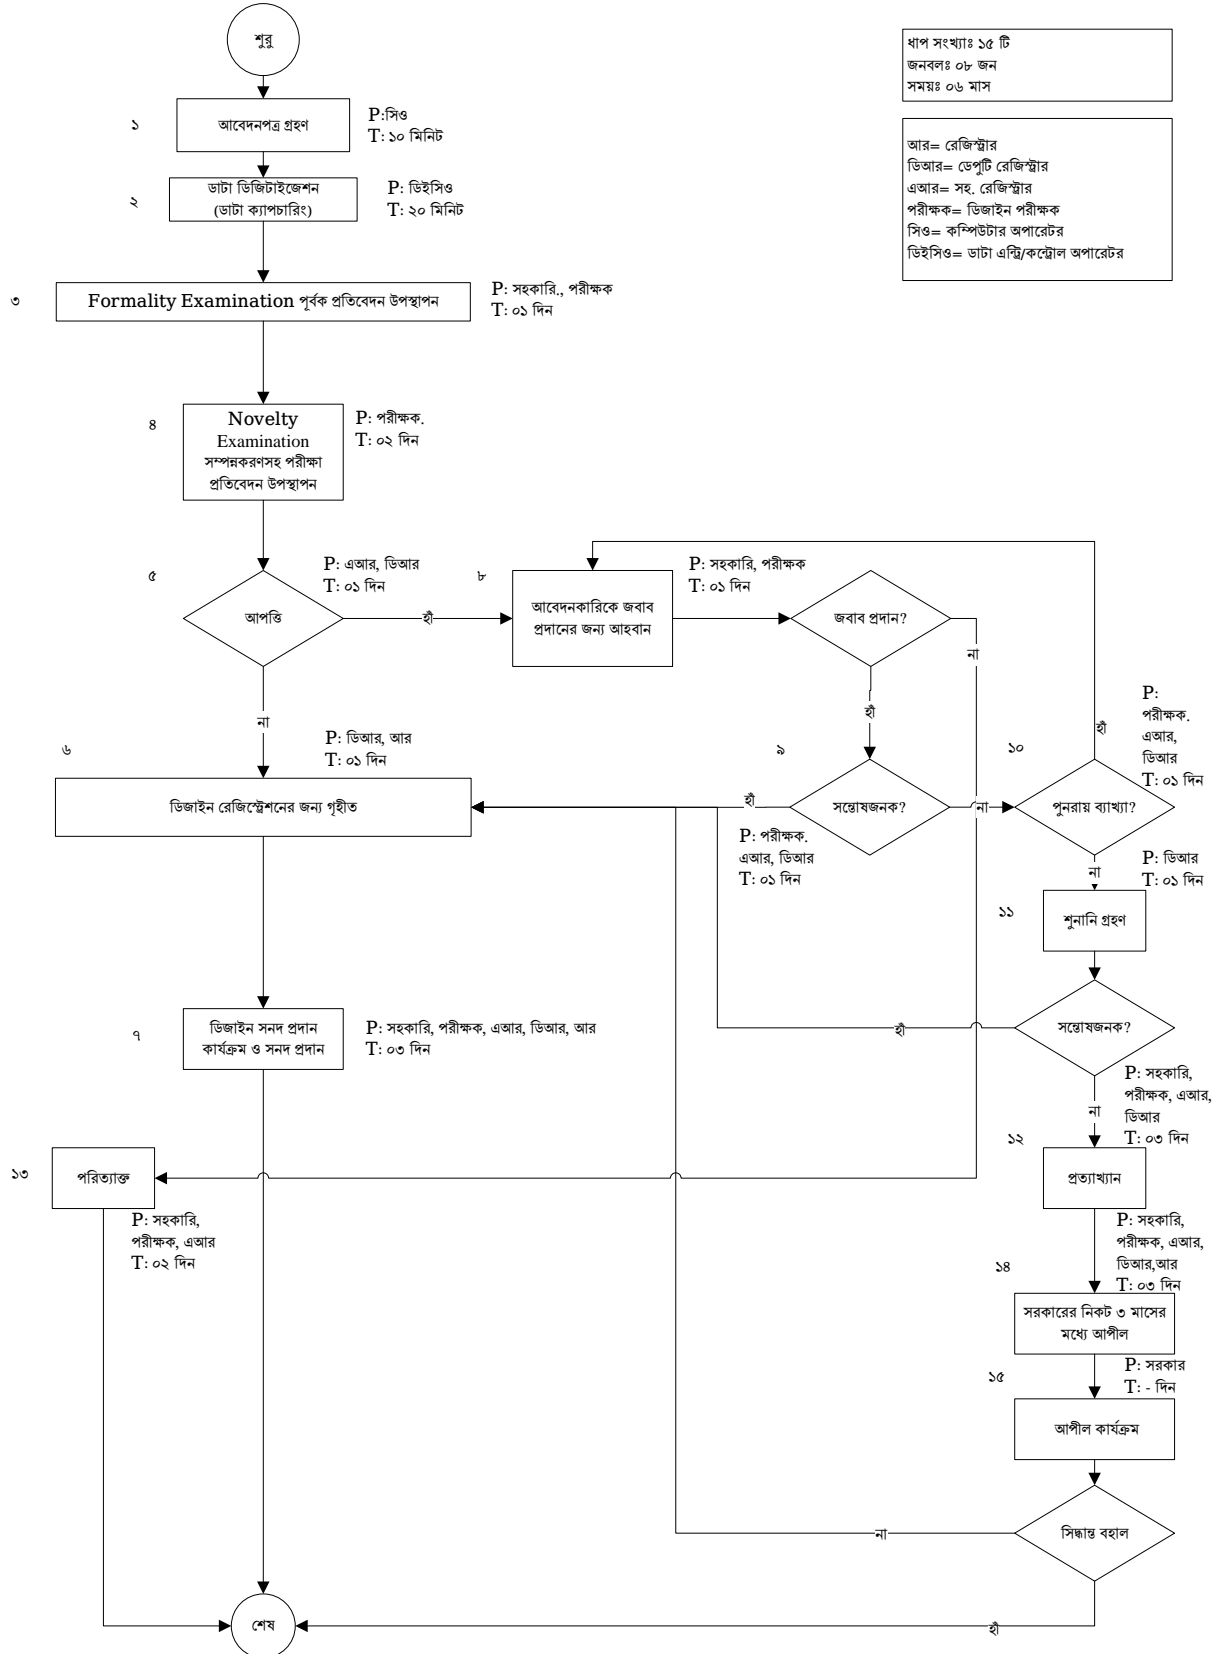 শুরু
ধাপ সংখ্যাঃ ১৫ টি
জনবলঃ ০৮ জন
সময়ঃ ০৬ মাস
১
আবেদনপত্র গ্রহণ
P:সিও
T: ১০ মিনিট
আর= রেজিস্ট্রার
ডিআর= ডেপুটি রেজিস্ট্রার
এআর= সহ. রেজিস্ট্রার
পরীক্ষক= ডিজাইন পরীক্ষক
সিও= কম্পিউটার অপারেটর
ডিইসিও= ডাটা এন্ট্রি/কন্ট্রোল অপারেটর
২
ডাটা ডিজিটাইজেশন
(ডাটা ক্যাপচারিং)
P: ডিইসিও
T: ২০ মিনিট
৩
Formality Examination পূর্বক প্রতিবেদন উপস্থাপন
P: সহকারি., পরীক্ষক
T: ০১ দিন
৪
Novelty
Examination
সম্পন্নকরণসহ পরীক্ষা
প্রতিবেদন উপস্থাপন
P: পরীক্ষক.
T: ০২ দিন
৫
আপত্তি
P: এআর, ডিআর
T: ০১ দিন
হাঁ
না
৮
আবেদনকারিকে জবাব
প্রদানের জন্য আহবান
P: সহকারি, পরীক্ষক
T: ০১ দিন
জবাব প্রদান?
না
হাঁ
৬
ডিজাইন রেজিস্ট্রেশনের জন্য গৃহীত
P: ডিআর, আর
T: ০১ দিন
৯
সন্তোষজনক?
হাঁ
না
P: পরীক্ষক.
এআর, ডিআর
T: ০১ দিন
১০
পুনরায় ব্যাখ্যা?
হাঁ
P:
পরীক্ষক.
এআর,
ডিআর
T: ০১ দিন
না
P: ডিআর
T: ০১ দিন
১১
শুনানি গ্রহণ
সন্তোষজনক?
হাঁ
না
P: সহকারি,
পরীক্ষক, এআর,
ডিআর
T: ০৩ দিন
৭
ডিজাইন সনদ প্রদান
কার্যক্রম ও সনদ প্রদান
P: সহকারি, পরীক্ষক, এআর, ডিআর, আর
T: ০৩ দিন
১২
প্রত্যাখ্যান
P: সহকারি,
পরীক্ষক, এআর,
ডিআর,আর
T: ০৩ দিন
১৩
পরিত্যাক্ত
P: সহকারি,
পরীক্ষক, এআর
T: ০২ দিন
১৪
সরকারের নিকট ৩ মাসের
মধ্যে আপীল
P: সরকার
T: - দিন
১৫
আপীল কার্যক্রম
সিদ্ধান্ত বহাল
না
হাঁ
শেষ